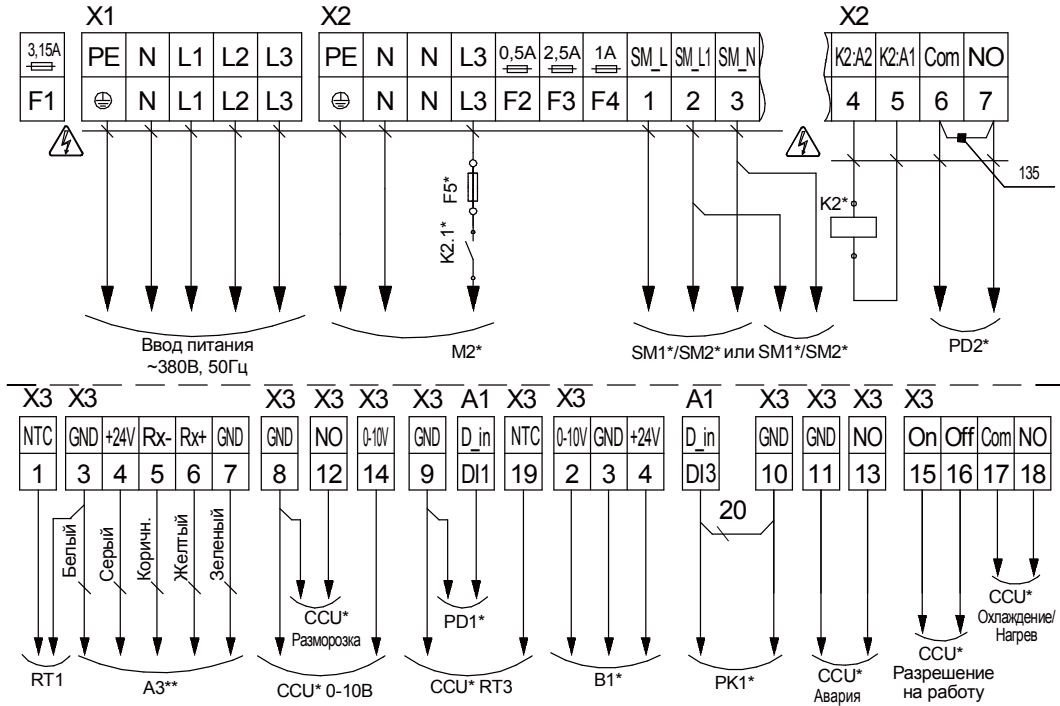 X1 X2 X2
3,15A PE N L1 L2 L3 PE N N L3 0,5A 2,5A 1A SM_L SM_L1 SM_N K2:A2 K2:A1 Com NO
F1 N L1 L2 L3 N N L3 F2 F3 F4 1 2 3 4 5 6 7
135
F5*
K2.1*
K2*
Ввод питания
~380В, 50Гц
M2*
SM1*/SM2* или SM1*/SM2*
PD2*
X3 X3 X3 X3 X3 X3 A1 X3 X3 A1 X3 X3 X3 X3
NTC GND +24V Rx- Rx+ GND GND NO 0-10V GND D_in NTC 0-10V GND +24V D_in GND GND NO On Off Com NO
1 3 4 5 6 7 8 12 14 9 DI1 19 2 3 4 DI3 10 11 13 15 16 17 18
20
Белый
Серый
Коричн.
Желтый
Зеленый
CCU*
Разморозка
PD1*
CCU*
Охлаждение/
Нагрев
RT1
A3**
CCU* 0-10В
CCU* RT3
B1*
PK1*
CCU*
Авария
CCU*
Разрешение
на работу